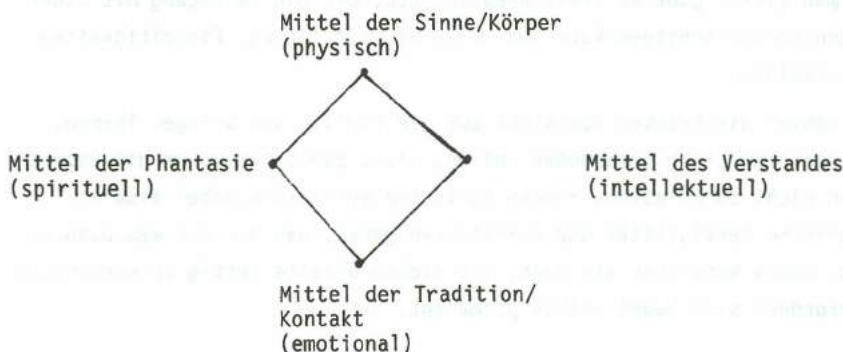 Mittel der Sinne/Körper
(physisch)
Mittel der Phantasie
(spirituell)
Mittel des Verstandes
(intellektuell)
Mittel der Tradition/
Kontakt
(emotional)